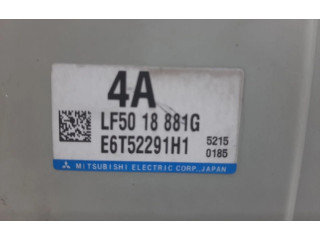 4A
LF50 18 881G
E6T52291H1 5215
0185
MITSUBISHI ELECTRIC CORP., JAPAN